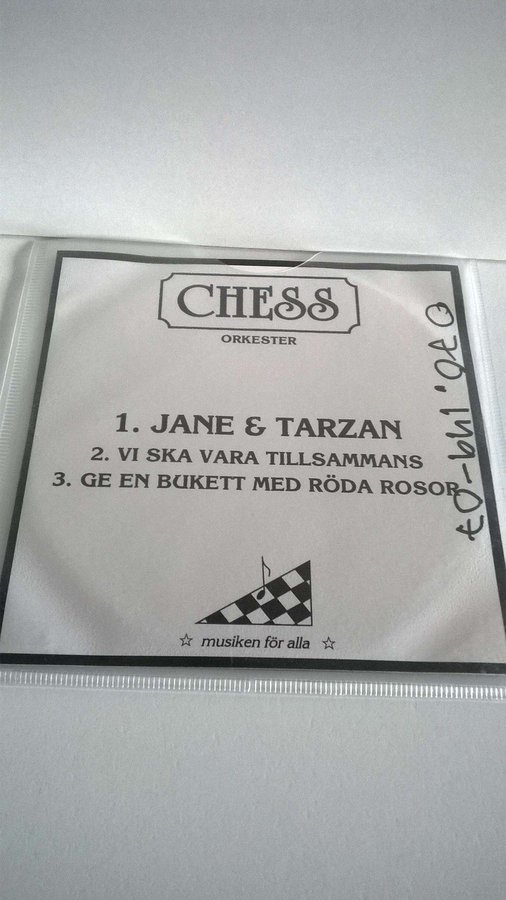 CHESS
ORKESTER
1. JANE & TARZAN
2. VI SKA VARA TILLSAMMANS
3. GE EN BUKETT MED RÖDA ROSOR
☆ musiken för alla ☆